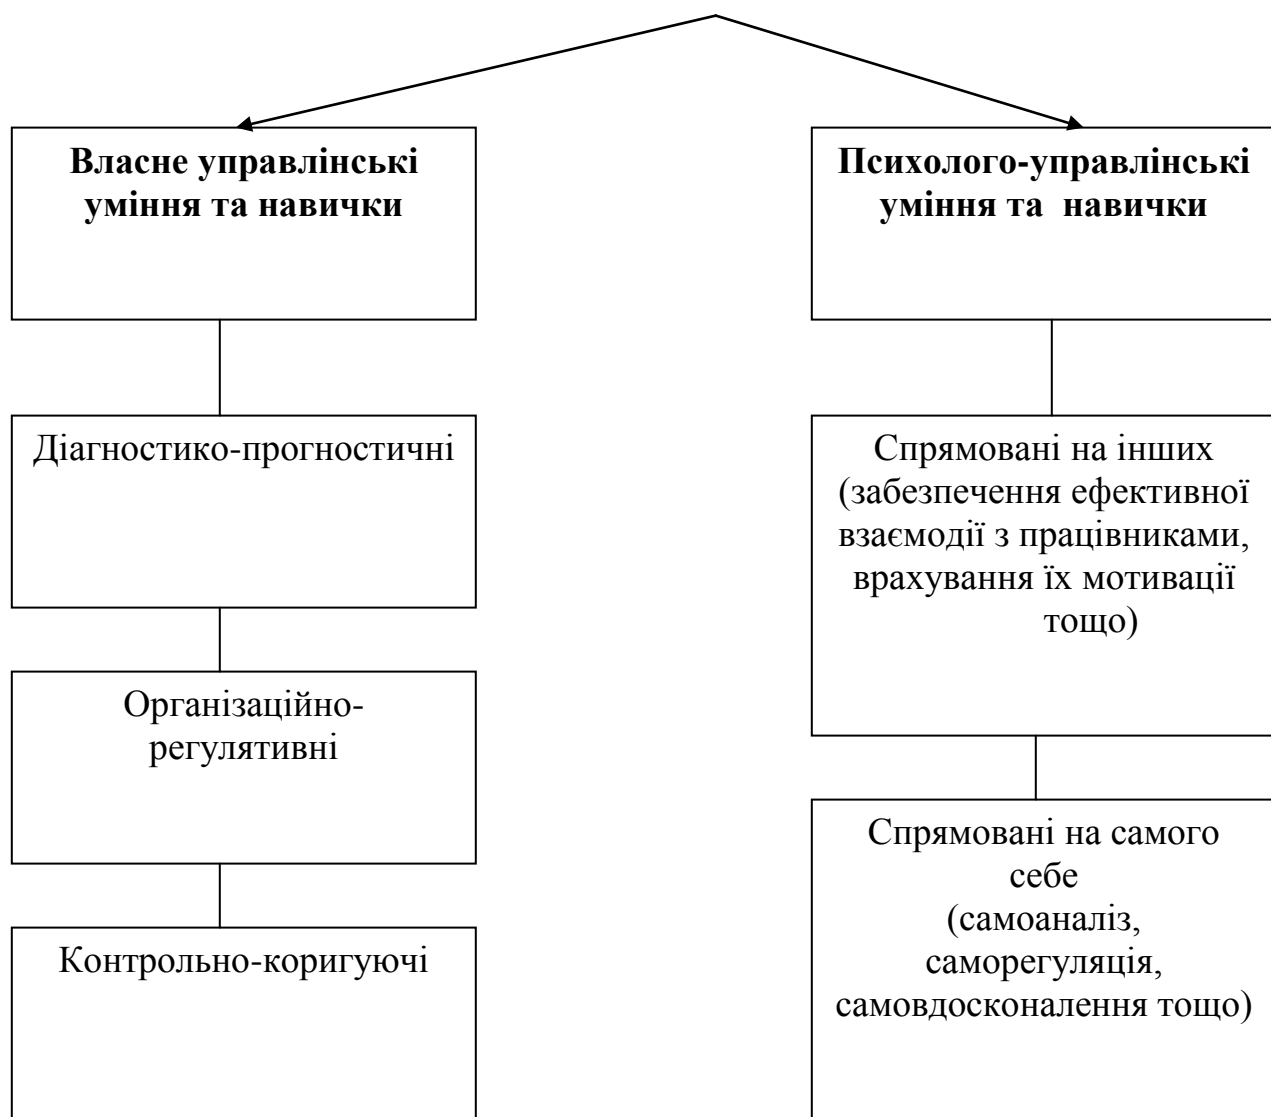 Власне управлінські
уміння та навички
Діагностико-прогностичні
Організаційно-
регулятивні
Контрольно-коригуючі
Психолого-управлінські
уміння та навички
Спрямовані на інших
(забезпечення ефективної
взаємодії з працівниками,
врахування їх мотивації
тощо)
Спрямовані на самого
себе
(самоаналіз,
саморегуляція,
самовдосконалення тощо)